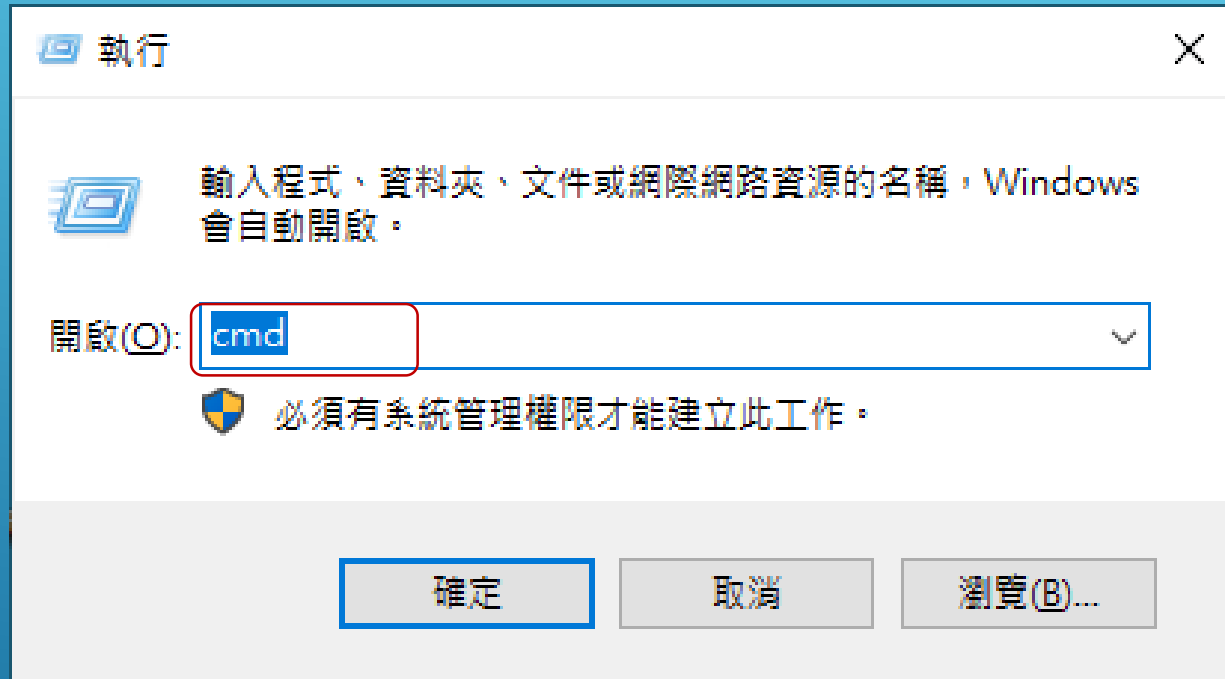 執行
輸入程式、資料夾、文件或網際網路資源的名稱，Windows
會自動開啟。
開啟(O): cmd
必須有系統管理權限才能建立此工作。
確定 取消 瀏覽(B)...